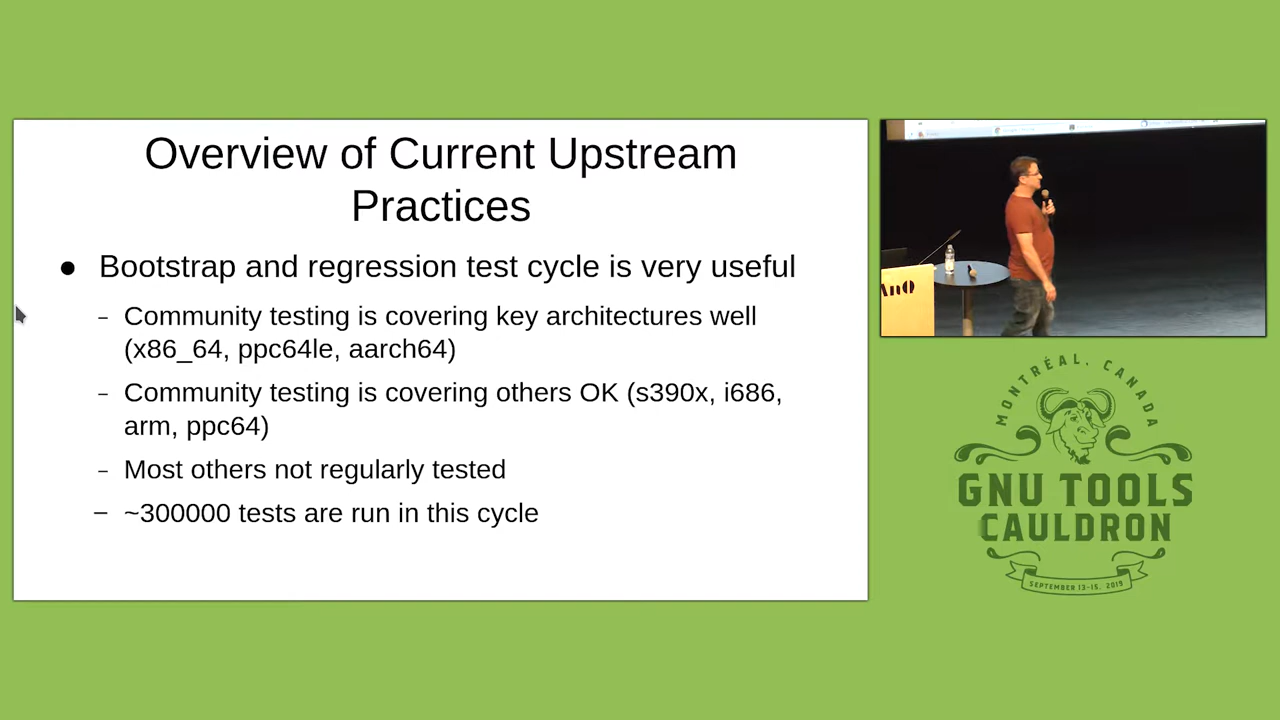 Overview of Current Upstream
Practices
● Bootstrap and regression test cycle is very useful
– Community testing is covering key architectures well
(x86_64, ppc64le, aarch64)
– Community testing is covering others OK (s390x, i686,
arm, ppc64)
– Most others not regularly tested
– ~300000 tests are run in this cycle
MONTRÉAL, CANADA
GNU TOOLS
CAULDRON
SEPTEMBER 13-15, 2019